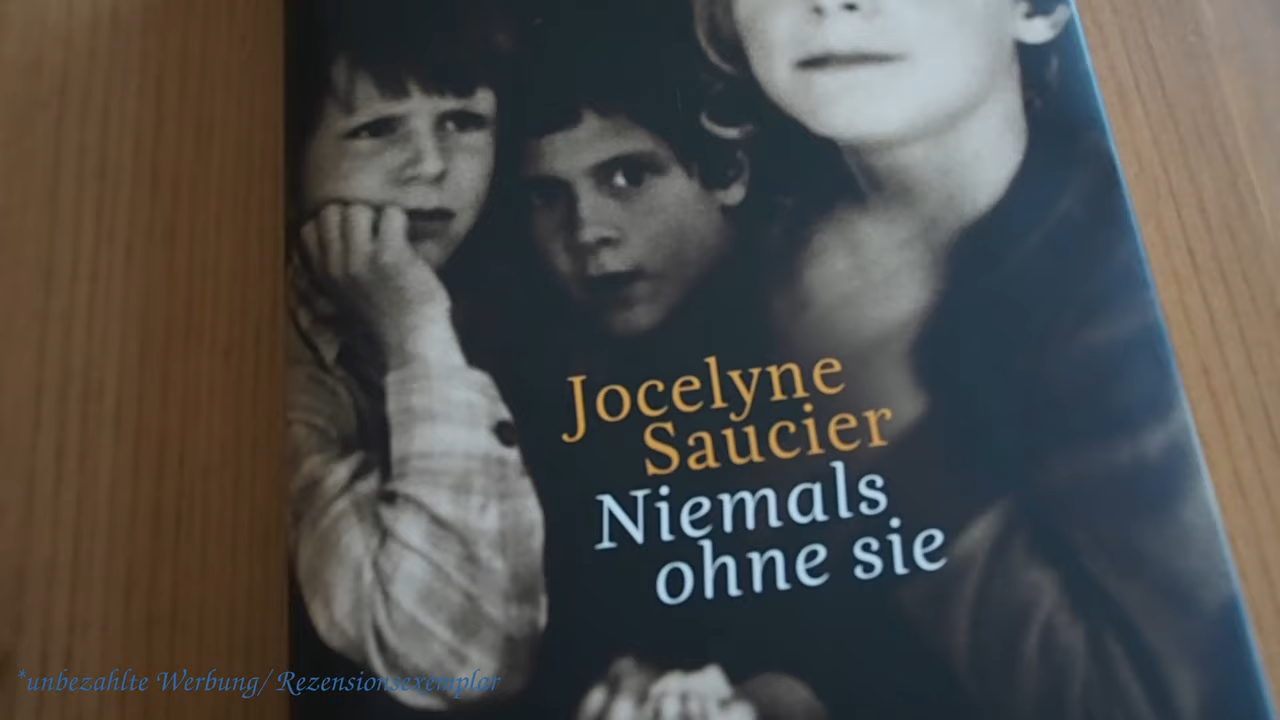 Jocelyne
Saucier
Niemals
ohne sie
*unbezahlte Werbung/ Rezensionsexemplar